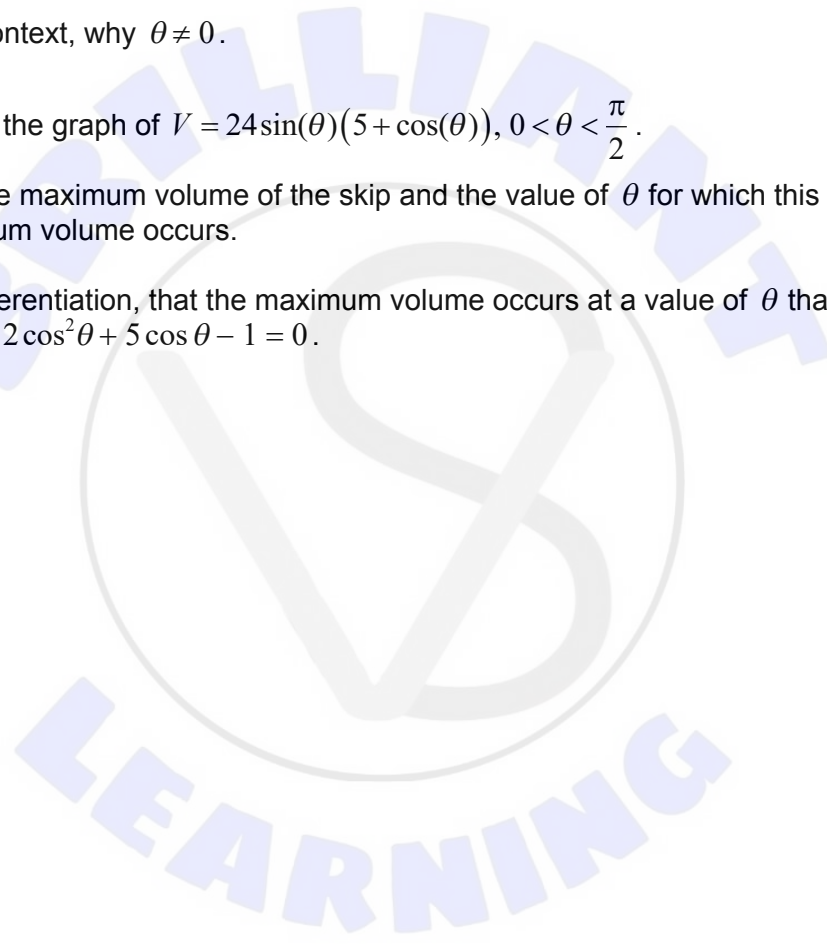 ontext, why θ ≠ 0.
the graph of V = 24sin(θ)(5+cos(θ)), 0<θ<π/2.
e maximum volume of the skip and the value of θ for which this
um volume occurs.
erentiation, that the maximum volume occurs at a value of θ tha
2cos²θ + 5cosθ − 1 = 0.
BRILLIANT
VS
LEARNING